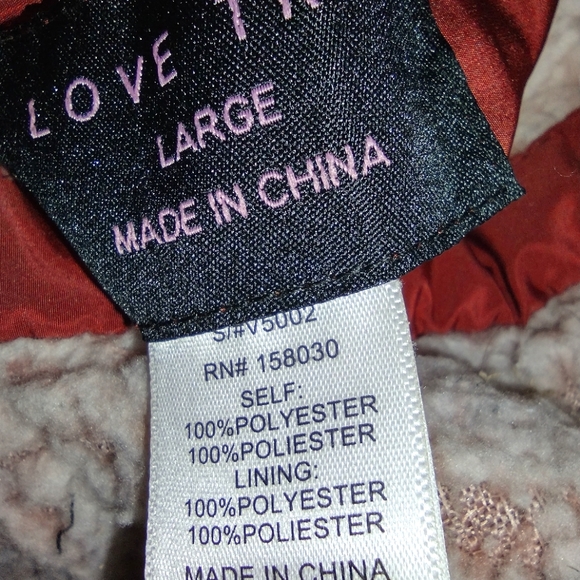 LOVE
LARGE
MADE IN CHINA
S/#V5002
RN# 158030
SELF:
100%POLYESTER
100%POLIESTER
LINING:
100%POLYESTER
100%POLIESTER
MADE IN CHINA